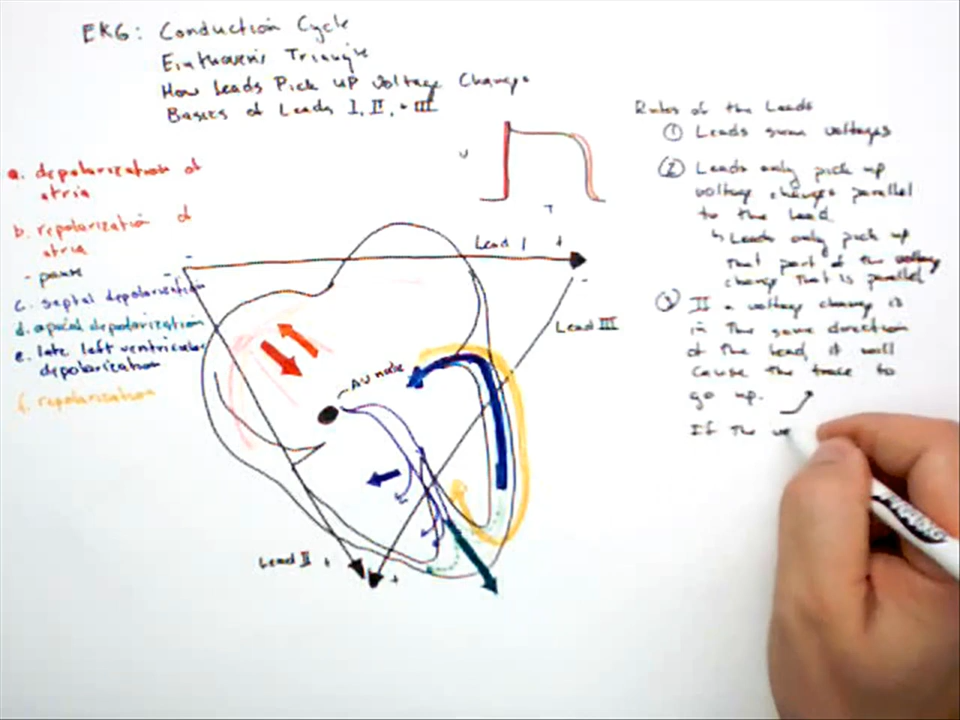 EKG: Conduction Cycle
Einthoven's Triangle
How Leads Pick up Voltage Changes
Basics of Leads I, II, + III
a. depolarization of
atria
b. repolarization of
atria
- pause
c. septal depolarization
d. apical depolarization
e. late left ventricular
depolarization
f. repolarization
V
T
- Lead I +
- Lead III
AV node
Lead II +
+
Rules of the Leads
① Leads sum voltages
② Leads only pick up
voltage changes parallel
to the lead.
↳ Leads only pick up
that part of the voltage
change that is parallel
③ If a voltage change is
in the same direction
of the lead, it will
cause the trace to
go up.
If the